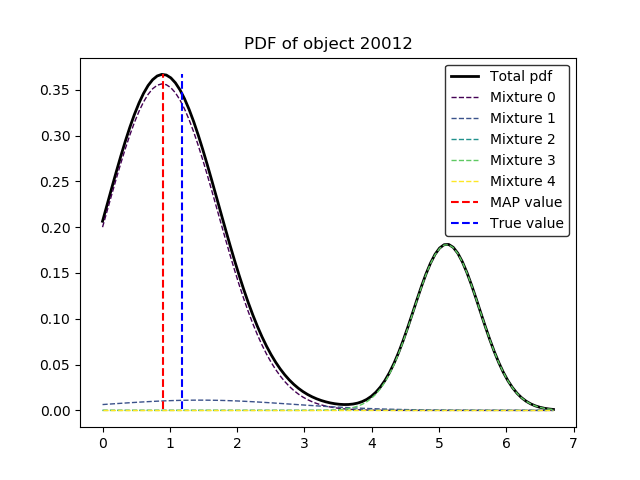 PDF of object 20012
Total pdf
Mixture 0
Mixture 1
Mixture 2
Mixture 3
Mixture 4
MAP value
True value
0.35
0.30
0.25
0.20
0.15
0.10
0.05
0.00
0 1 2 3 4 5 6 7